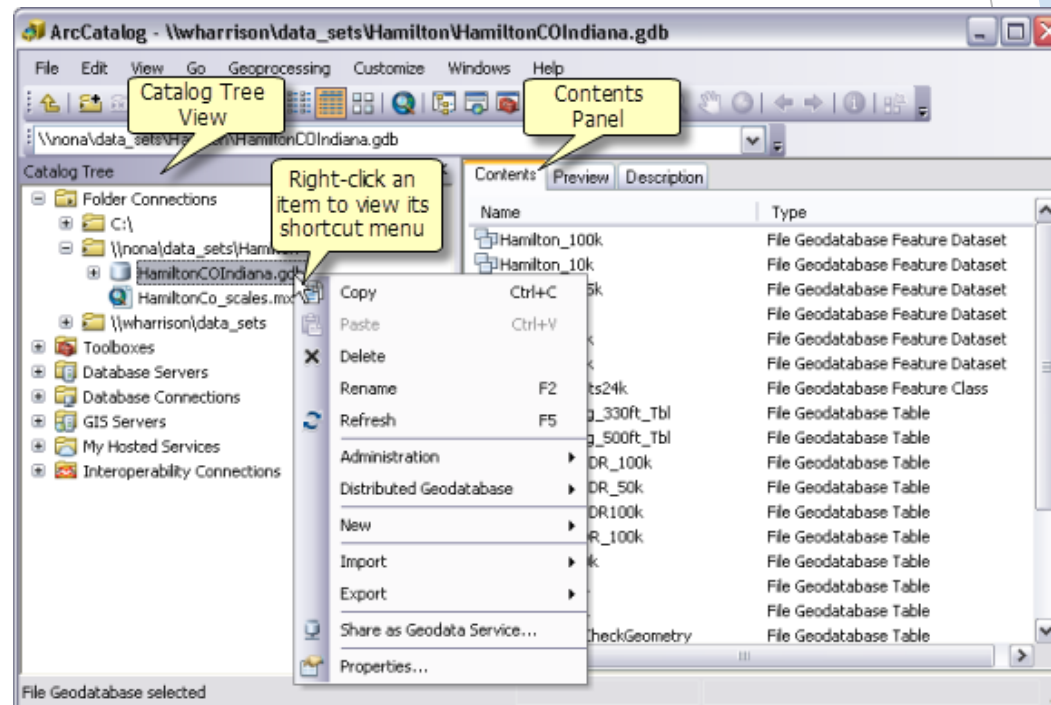 ArcCatalog - \\wharrison\data_sets\Hamilton\HamiltonCOIndiana.gdb
File Edit View Go Geoprocessing Customize Windows Help
Catalog Tree
View
Contents
Panel
\\nona\data_sets\Hamilton\HamiltonCOIndiana.gdb
Catalog Tree
Folder Connections
C:\
\\nona\data_sets\Hamilton
HamiltonCOIndiana.gdb
HamiltonCo_scales.mx
\\wharrison\data_sets
Toolboxes
Database Servers
Database Connections
GIS Servers
My Hosted Services
Interoperability Connections
Right-click an
item to view its
shortcut menu
Copy Ctrl+C
Paste Ctrl+V
Delete
Rename F2
Refresh F5
Administration
Distributed Geodatabase
New
Import
Export
Share as Geodata Service...
Properties...
Contents Preview Description
Name Type
Hamilton_100k File Geodatabase Feature Dataset
Hamilton_10k File Geodatabase Feature Dataset
5k File Geodatabase Feature Dataset
File Geodatabase Feature Dataset
k File Geodatabase Feature Dataset
k File Geodatabase Feature Dataset
ts24k File Geodatabase Feature Class
g_330ft_Tbl File Geodatabase Table
g_500ft_Tbl File Geodatabase Table
DR_100k File Geodatabase Table
DR_50k File Geodatabase Table
DR100k File Geodatabase Table
R_100k File Geodatabase Table
k File Geodatabase Table
File Geodatabase Table
File Geodatabase Table
CheckGeometry File Geodatabase Table
File Geodatabase selected